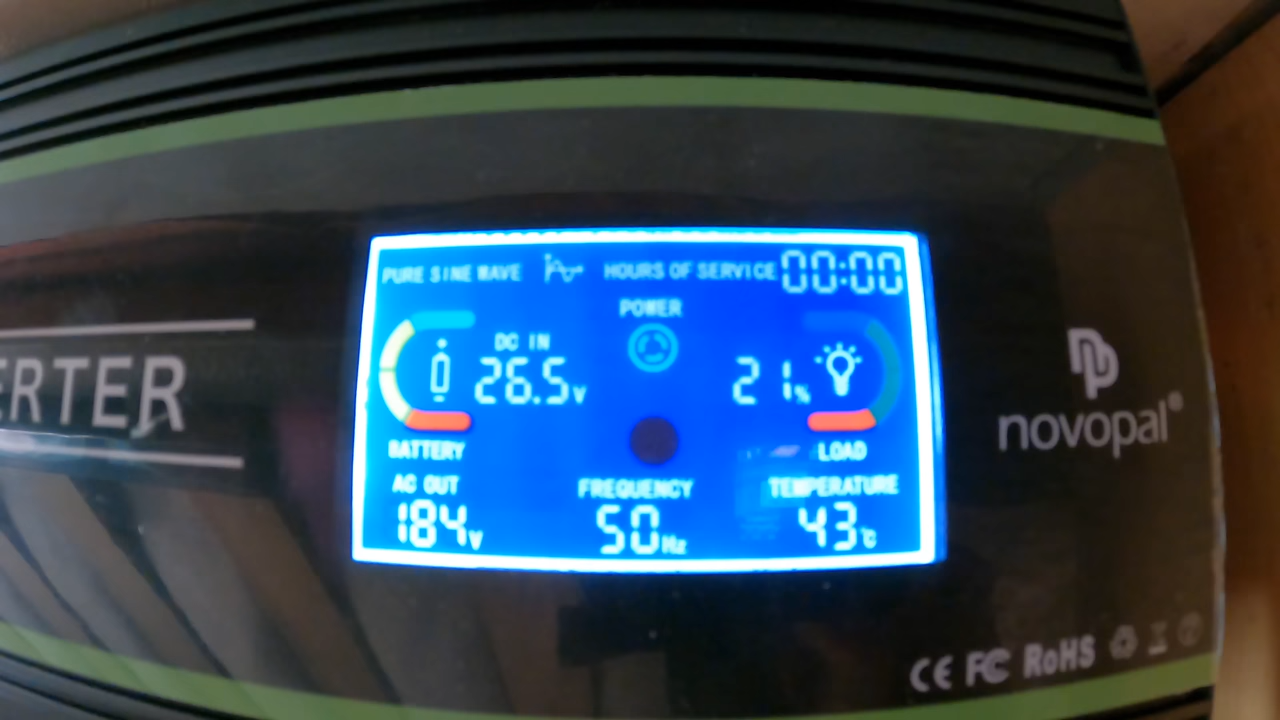 PURE SINE WAVE HOURS OF SERVICE 00:00
POWER
DC IN
26.5V
21%
BATTERY
LOAD
AC OUT
184V
FREQUENCY
50Hz
TEMPERATURE
43℃
ERTER
novopal®
CE FC RoHS